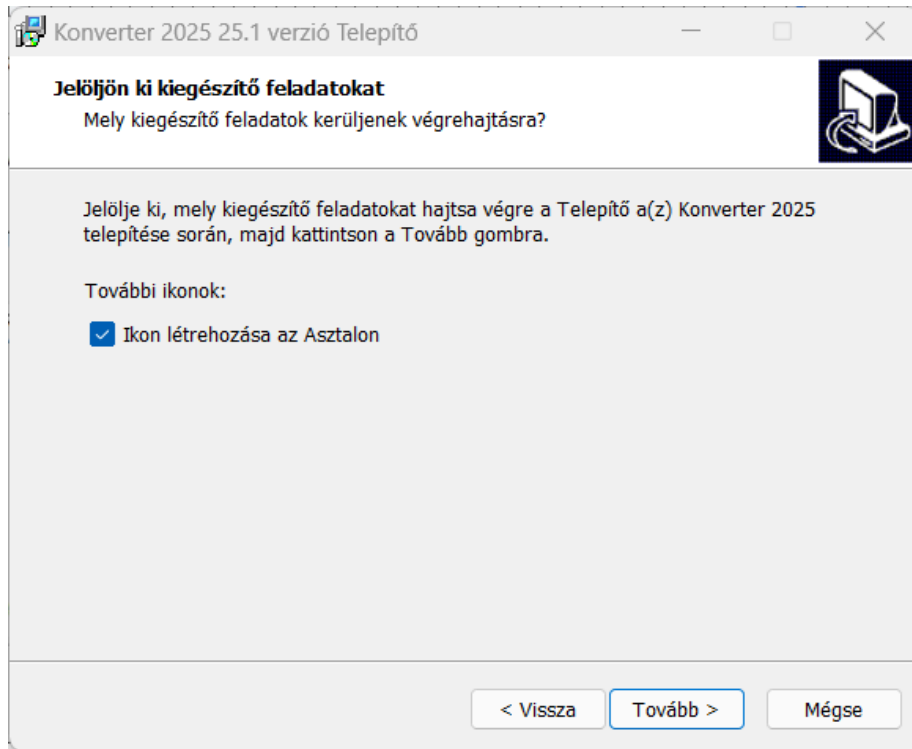 Konverter 2025 25.1 verzió Telepítő
Jelöljön ki kiegészítő feladatokat
Mely kiegészítő feladatok kerüljenek végrehajtásra?
Jelölje ki, mely kiegészítő feladatokat hajtsa végre a Telepítő a(z) Konverter 2025
telepítése során, majd kattintson a Tovább gombra.
További ikonok:
Ikon létrehozása az Asztalon
< Vissza
Tovább >
Mégse